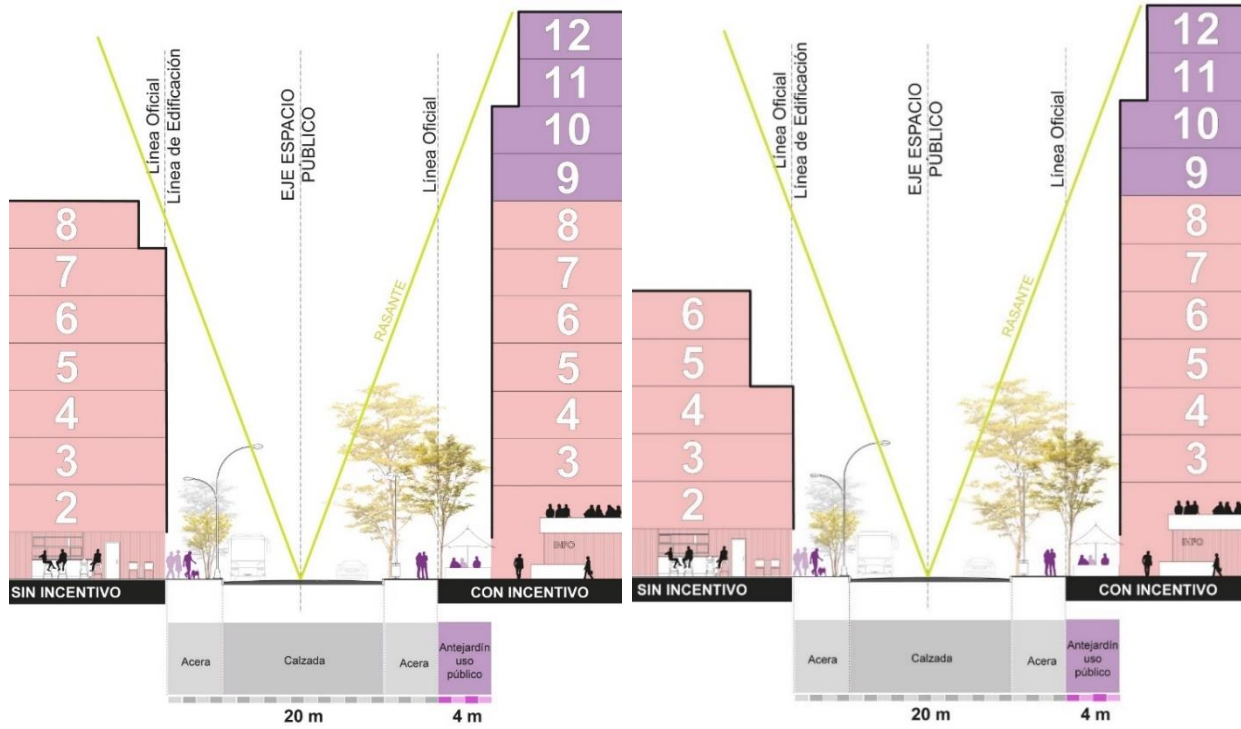 Línea Oficial
Línea de Edificación
EJE ESPACIO
PÚBLICO
Línea Oficial
RASANTE
12
11
10
9
8
7
6
5
4
3
8
7
6
5
4
3
2
INFO
SIN INCENTIVO
CON INCENTIVO
Acera
Calzada
Acera
Antejardín
uso
público
20 m
4 m
Línea Oficial
Línea de Edificación
EJE ESPACIO
PÚBLICO
Línea Oficial
RASANTE
12
11
10
9
8
7
6
5
4
3
6
5
4
3
2
INFO
SIN INCENTIVO
CON INCENTIVO
Acera
Calzada
Acera
Antejardín
uso
público
20 m
4 m